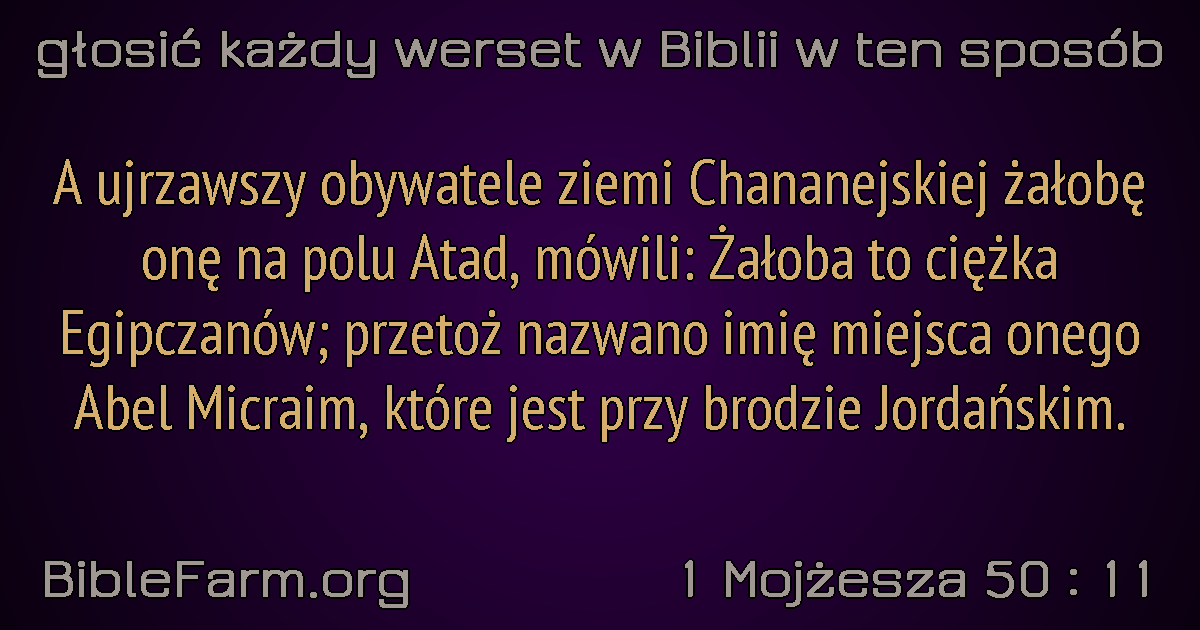 głosić każdy werset w Biblii w ten sposób
A ujrzawszy obywatele ziemi Chananejskiej żałobę
onę na polu Atad, mówili: Żałoba to ciężka
Egipczanów; przetoż nazwano imię miejsca onego
Abel Micraim, które jest przy brodzie Jordańskim.
BibleFarm.org
1 Mojżesza 50 : 11